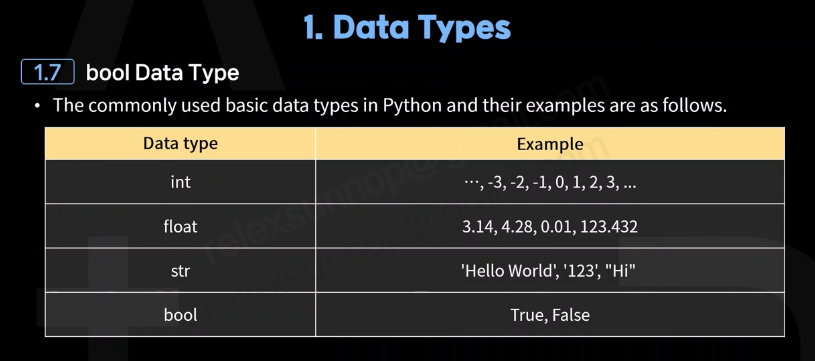 1. Data Types
1.7 bool Data Type
• The commonly used basic data types in Python and their examples are as follows.
Data type Example
int ⋯, -3, -2, -1, 0, 1, 2, 3, ...
float 3.14, 4.28, 0.01, 123.432
str 'Hello World', '123', "Hi"
bool True, False